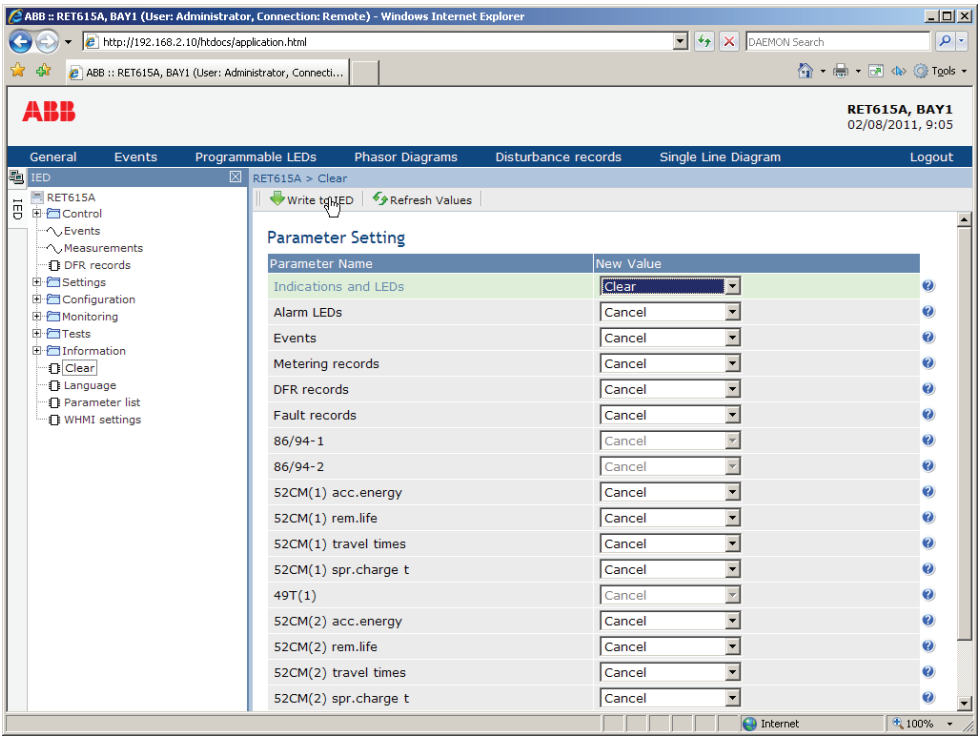 ABB :: RET615A, BAY1 (User: Administrator, Connection: Remote) - Windows Internet Explorer
http://192.168.2.10/htdocs/application.html
DAEMON Search
ABB :: RET615A, BAY1 (User: Administrator, Connecti...
Tools
ABB
RET615A, BAY1
02/08/2011, 9:05
General Events Programmable LEDs Phasor Diagrams Disturbance records Single Line Diagram Logout
IED
IED
RET615A
Control
Events
Measurements
DFR records
Settings
Configuration
Monitoring
Tests
Information
Clear
Language
Parameter list
WHMI settings
RET615A > Clear
Write to IED Refresh Values
Parameter Setting
Parameter Name New Value
Indications and LEDs Clear
Alarm LEDs Cancel
Events Cancel
Metering records Cancel
DFR records Cancel
Fault records Cancel
86/94-1 Cancel
86/94-2 Cancel
52CM(1) acc.energy Cancel
52CM(1) rem.life Cancel
52CM(1) travel times Cancel
52CM(1) spr.charge t Cancel
49T(1) Cancel
52CM(2) acc.energy Cancel
52CM(2) rem.life Cancel
52CM(2) travel times Cancel
52CM(2) spr.charge t Cancel
Internet 100%